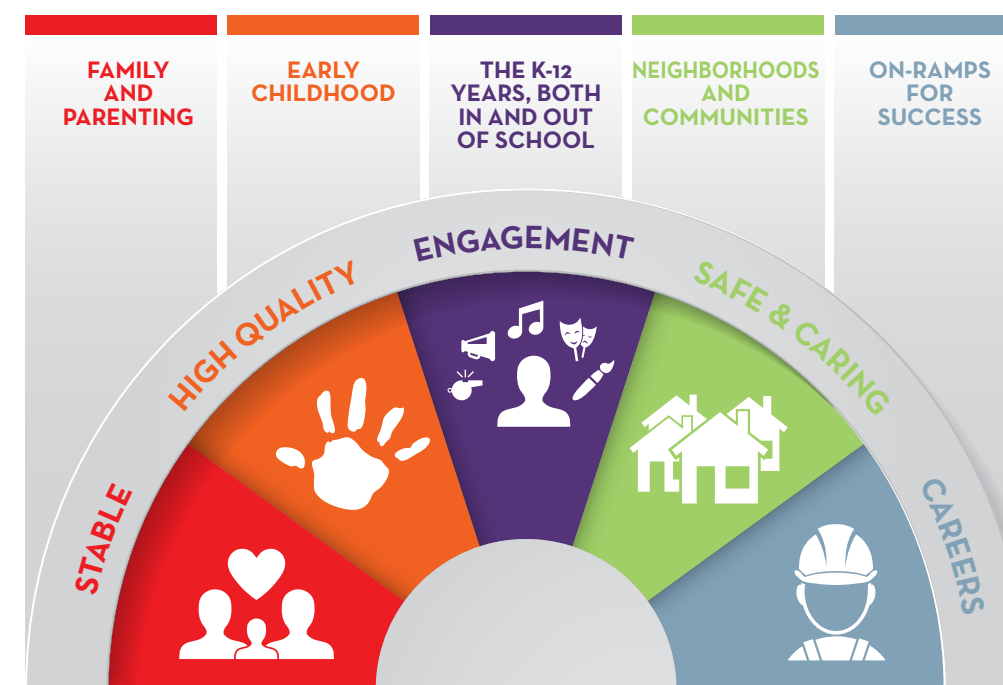 FAMILY
AND
PARENTING
EARLY
CHILDHOOD
THE K-12
YEARS, BOTH
IN AND OUT
OF SCHOOL
NEIGHBORHOODS
AND
COMMUNITIES
ON-RAMPS
FOR
SUCCESS
STABLE
HIGH QUALITY
ENGAGEMENT
SAFE & CARING
CAREERS